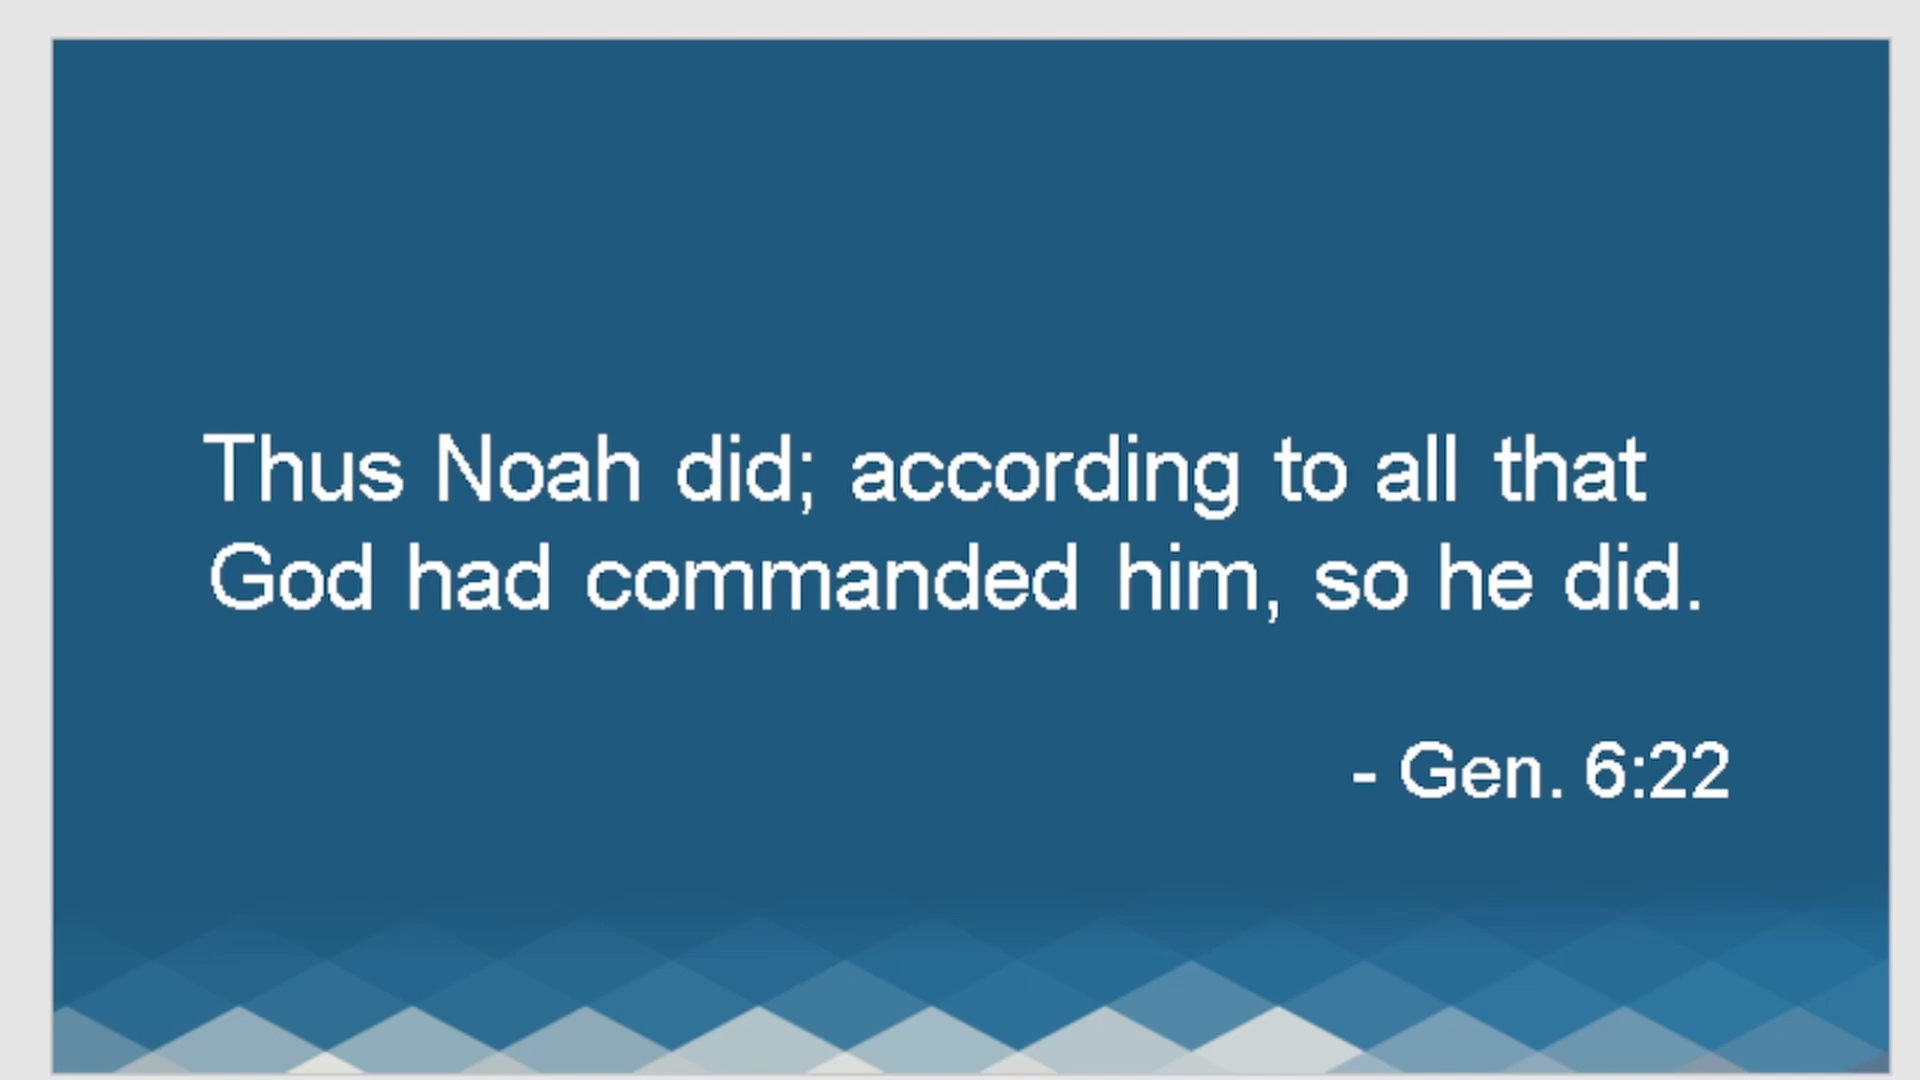 Thus Noah did; according to all that
God had commanded him, so he did.
- Gen. 6:22